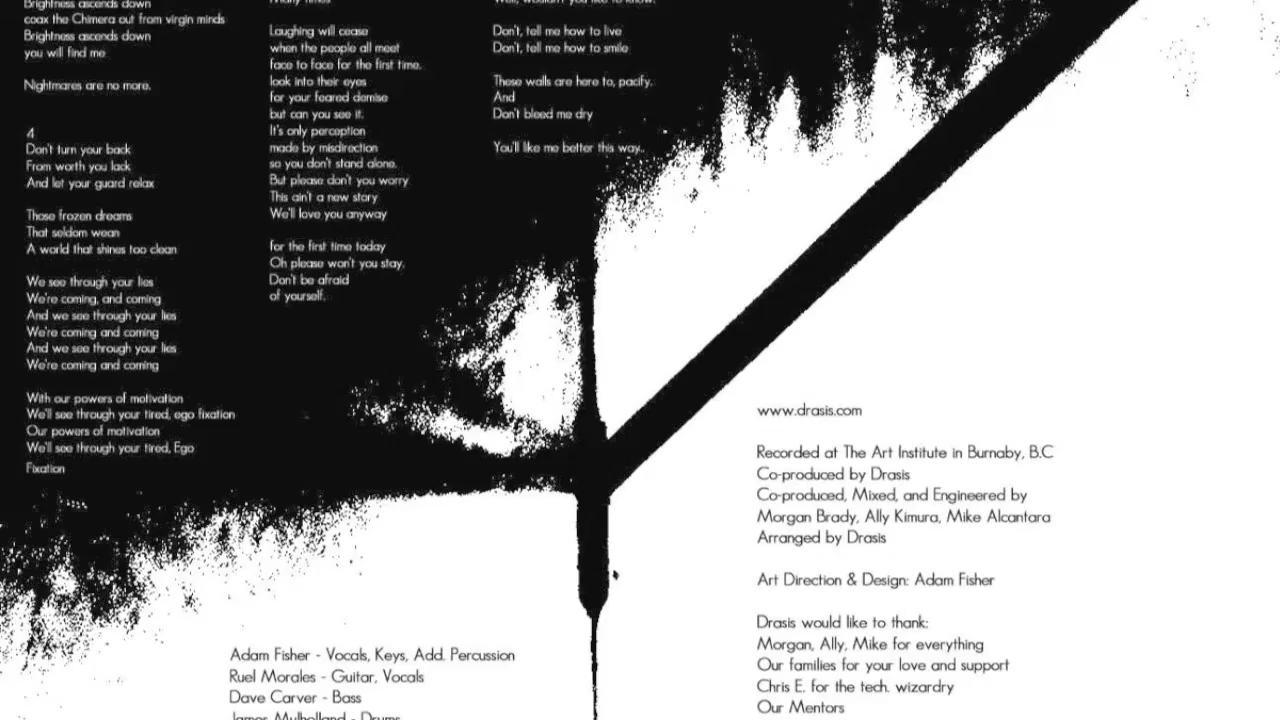 Brightness ascends down
coax the Chimera out from virgin minds
Brightness ascends down
you will find me
Nightmares are no more.
4
Don't turn your back
From worth you lack
And let your guard relax
Those frozen dreams
That seldom wean
A world that shines too clean
We see through your lies
We're coming, and coming
And we see through your lies
We're coming and coming
And we see through your lies
We're coming and coming
With our powers of motivation
We'll see through your tired, ego fixation
Our powers of motivation
We'll see through your tired, Ego
Fixation
Many times
Laughing will cease
when the people all meet
face to face for the first time.
look into their eyes
for your feared demise
but can you see it.
It's only perception
made by misdirection
so you don't stand alone.
But please don't you worry
This ain't a new story
We'll love you anyway
for the first time today
Oh please won't you stay.
Don't be afraid
of yourself.
Well, wouldn't you like to know.
Don't, tell me how to live
Don't, tell me how to smile
These walls are here to, pacify.
And
Don't bleed me dry
You'll like me better this way..
www.drasis.com
Recorded at The Art Institute in Burnaby, B.C
Co-produced by Drasis
Co-produced, Mixed, and Engineered by
Morgan Brady, Ally Kimura, Mike Alcantara
Arranged by Drasis
Art Direction & Design: Adam Fisher
Drasis would like to thank:
Morgan, Ally, Mike for everything
Our families for your love and support
Chris E. for the tech. wizardry
Our Mentors
Adam Fisher - Vocals, Keys, Add. Percussion
Ruel Morales - Guitar, Vocals
Dave Carver - Bass
James Mulholland - Drums